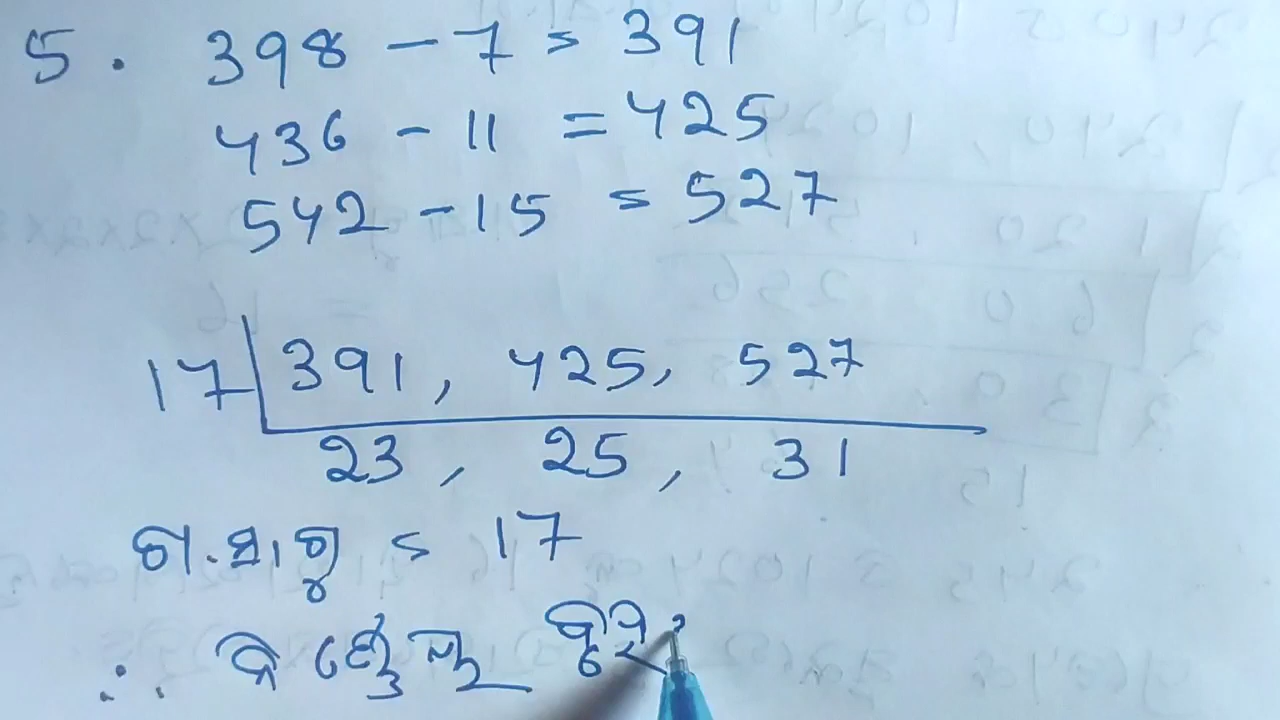 5. 398 - 7 = 391
436 - 11 = 425
542 - 15 = 527
17 391, 425, 527
23, 25, 31
ଗ.ସା.ଗୁ = 17
∴